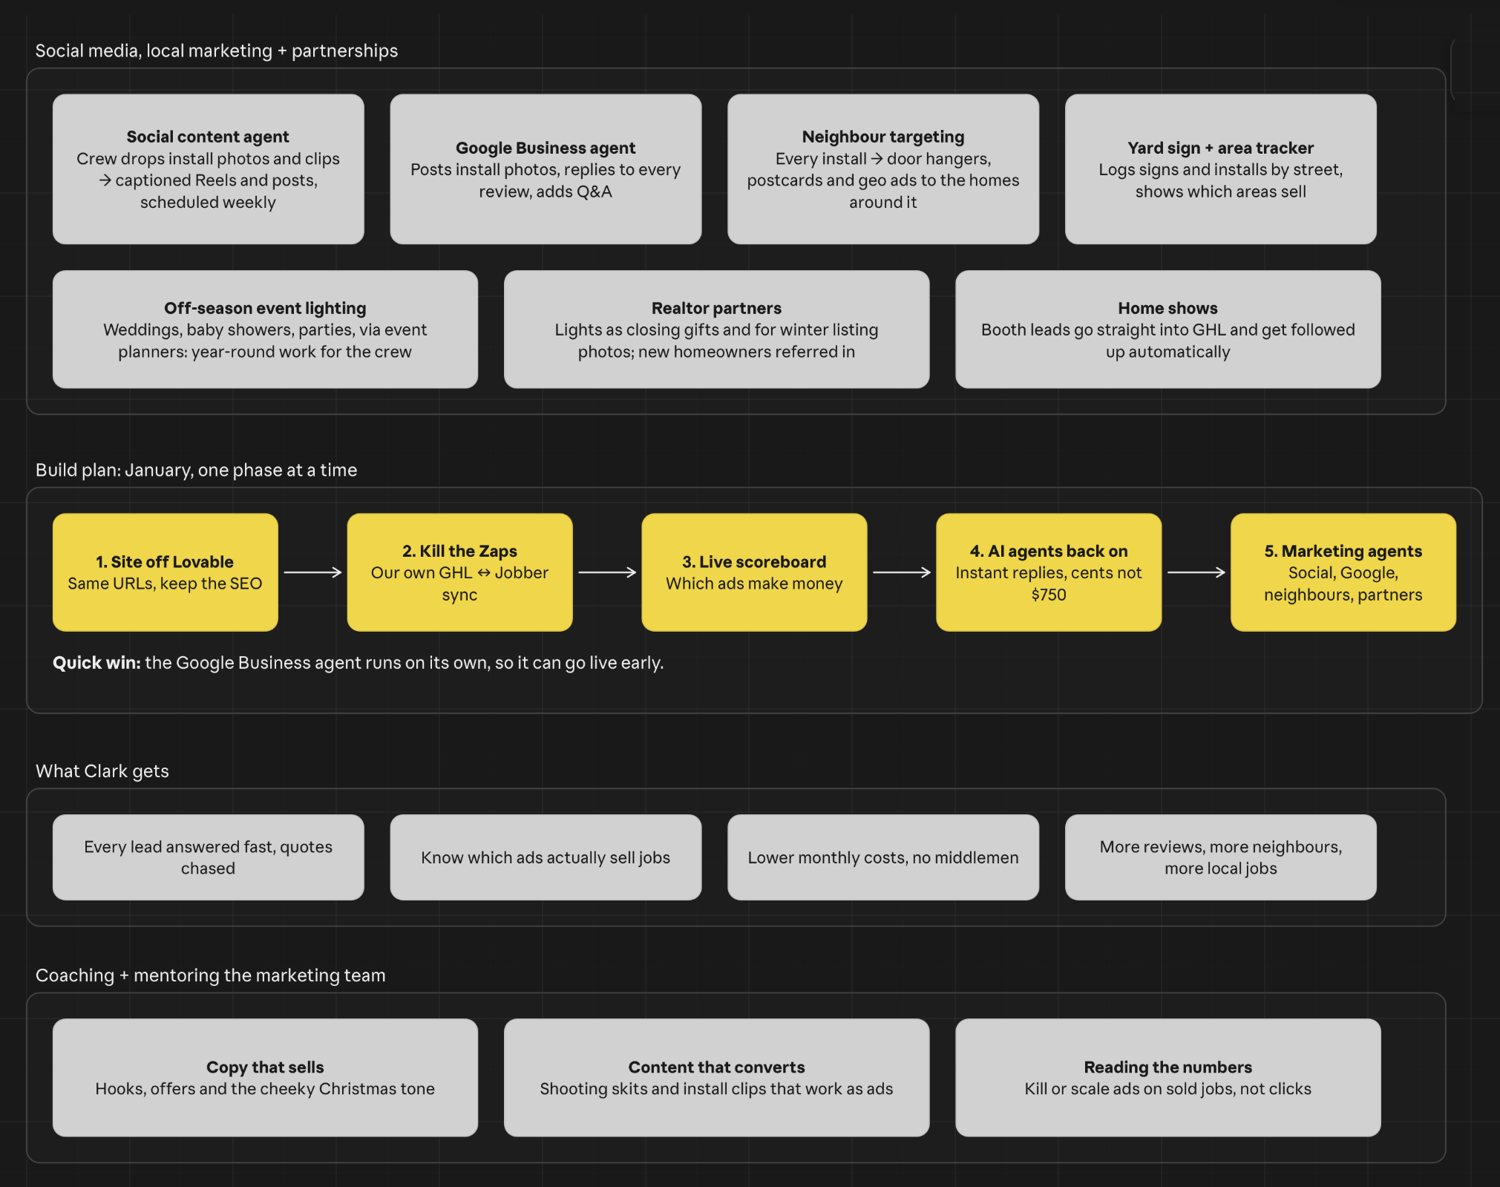 Social media, local marketing + partnerships
Social content agent
Crew drops install photos and clips
→ captioned Reels and posts,
scheduled weekly
Google Business agent
Posts install photos, replies to every
review, adds Q&A
Neighbour targeting
Every install → door hangers,
postcards and geo ads to the homes
around it
Yard sign + area tracker
Logs signs and installs by street,
shows which areas sell
Off-season event lighting
Weddings, baby showers, parties, via event
planners: year-round work for the crew
Realtor partners
Lights as closing gifts and for winter listing
photos; new homeowners referred in
Home shows
Booth leads go straight into GHL and get followed
up automatically
Build plan: January, one phase at a time
1. Site off Lovable
Same URLs, keep the SEO
2. Kill the Zaps
Our own GHL ↔ Jobber
sync
3. Live scoreboard
Which ads make money
4. AI agents back on
Instant replies, cents not
$750
5. Marketing agents
Social, Google,
neighbours, partners
Quick win: the Google Business agent runs on its own, so it can go live early.
What Clark gets
Every lead answered fast, quotes
chased
Know which ads actually sell jobs
Lower monthly costs, no middlemen
More reviews, more neighbours,
more local jobs
Coaching + mentoring the marketing team
Copy that sells
Hooks, offers and the cheeky Christmas tone
Content that converts
Shooting skits and install clips that work as ads
Reading the numbers
Kill or scale ads on sold jobs, not clicks